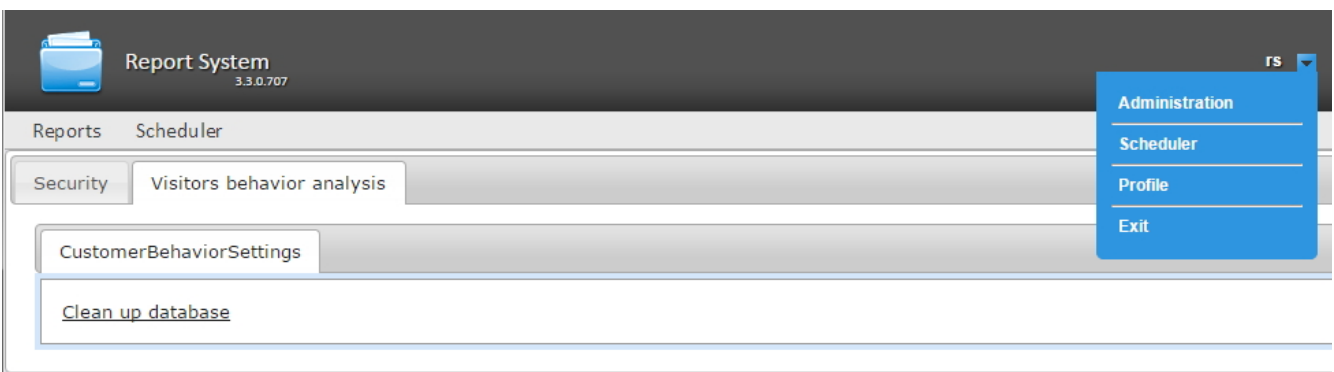 Report System
3.3.0.707
rs
Administration
Scheduler
Profile
Exit
Reports Scheduler
Security Visitors behavior analysis
CustomerBehaviorSettings
Clean up database